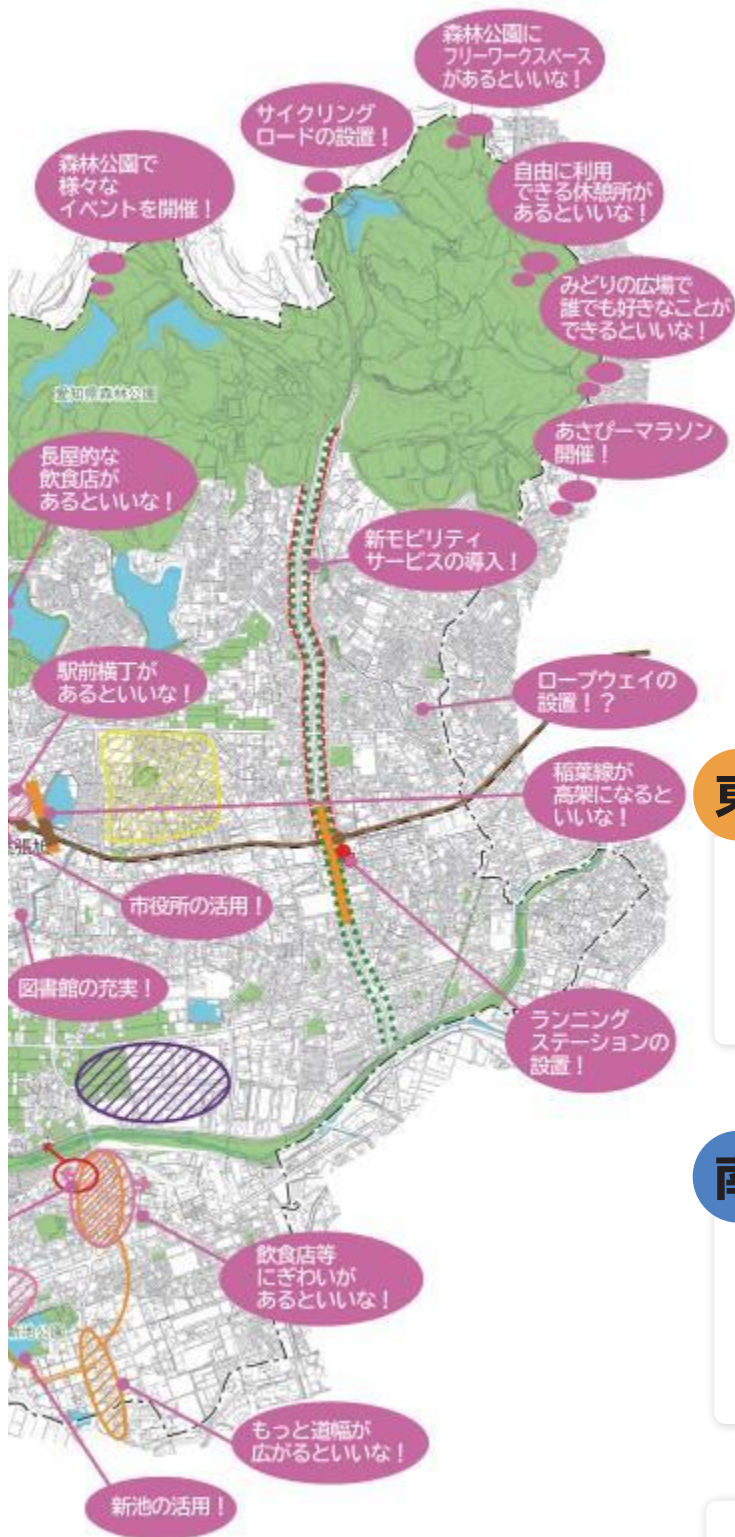 森林公園に
フリーワークスペース
があるといいな！
サイクリング
ロードの設置！
森林公園で
様々な
イベントを開催！
自由に利用
できる休憩所が
あるといいな！
みどりの広場で
誰でも好きなことが
できるといいな！
愛知県森林公園
あさぴーマラソン
開催！
長屋的な
飲食店が
あるといいな！
新モビリティ
サービスの導入！
駅前横丁が
あるといいな！
ロープウェイの
設置！？
稲葉線が
高架になると
いいな！
東
張旭
市役所の活用！
図書館の充実！
ランニング
ステーションの
設置！
南
飲食店等
にぎわいが
あるといいな！
もっと道幅が
広がるといいな！
新池の活用！